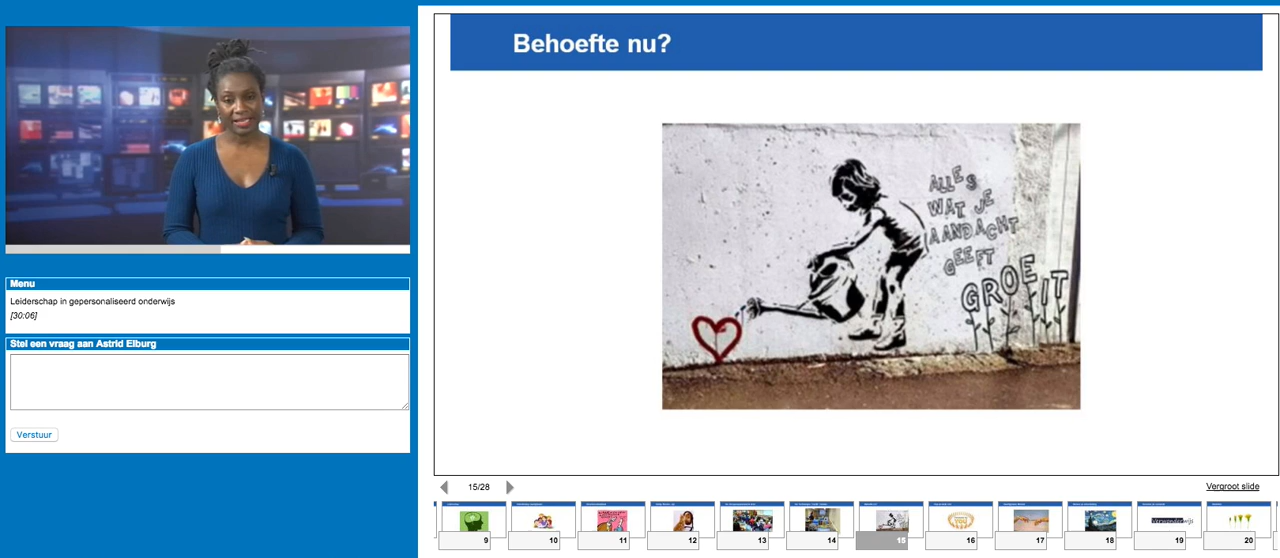 Behoefte nu?
ALLES
WAT JE
AANDACHT
GEEFT
GROEIT
Menu
Leiderschap in gepersonaliseerd onderwijs
[30:06]
Stel een vraag aan Astrid Elburg
Verstuur
15/28
Vergroot slide
Verwonderwijs
9
10
11
12
13
14
15
16
17
18
19
20